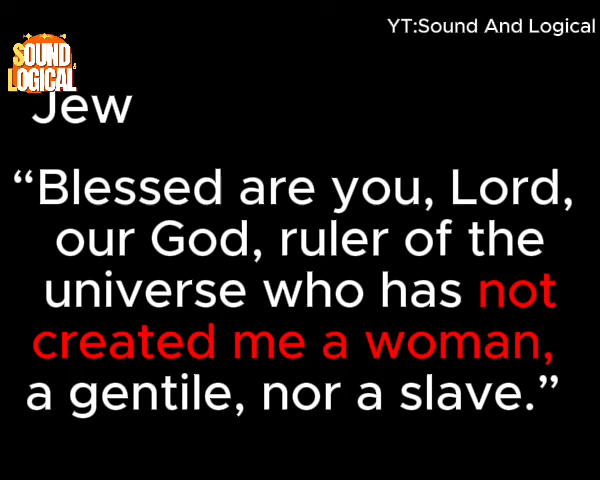 YT:Sound And Logical
SOUND
&
LOGICAL
Jew
“Blessed are you, Lord,
our God, ruler of the
universe who has not
created me a woman,
a gentile, nor a slave.”